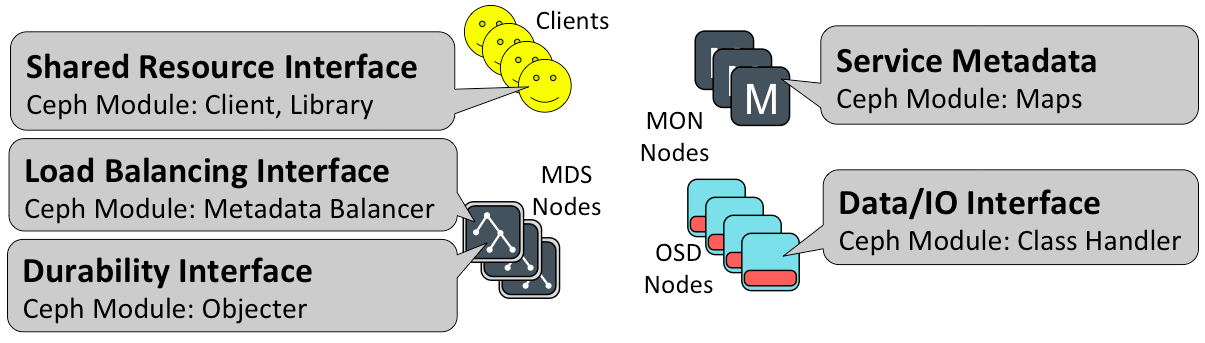 Clients
Shared Resource Interface
Ceph Module: Client, Library
Load Balancing Interface
Ceph Module: Metadata Balancer
MDS
Nodes
Durability Interface
Ceph Module: Objecter
M
MON
Nodes
Service Metadata
Ceph Module: Maps
OSD
Nodes
Data/IO Interface
Ceph Module: Class Handler